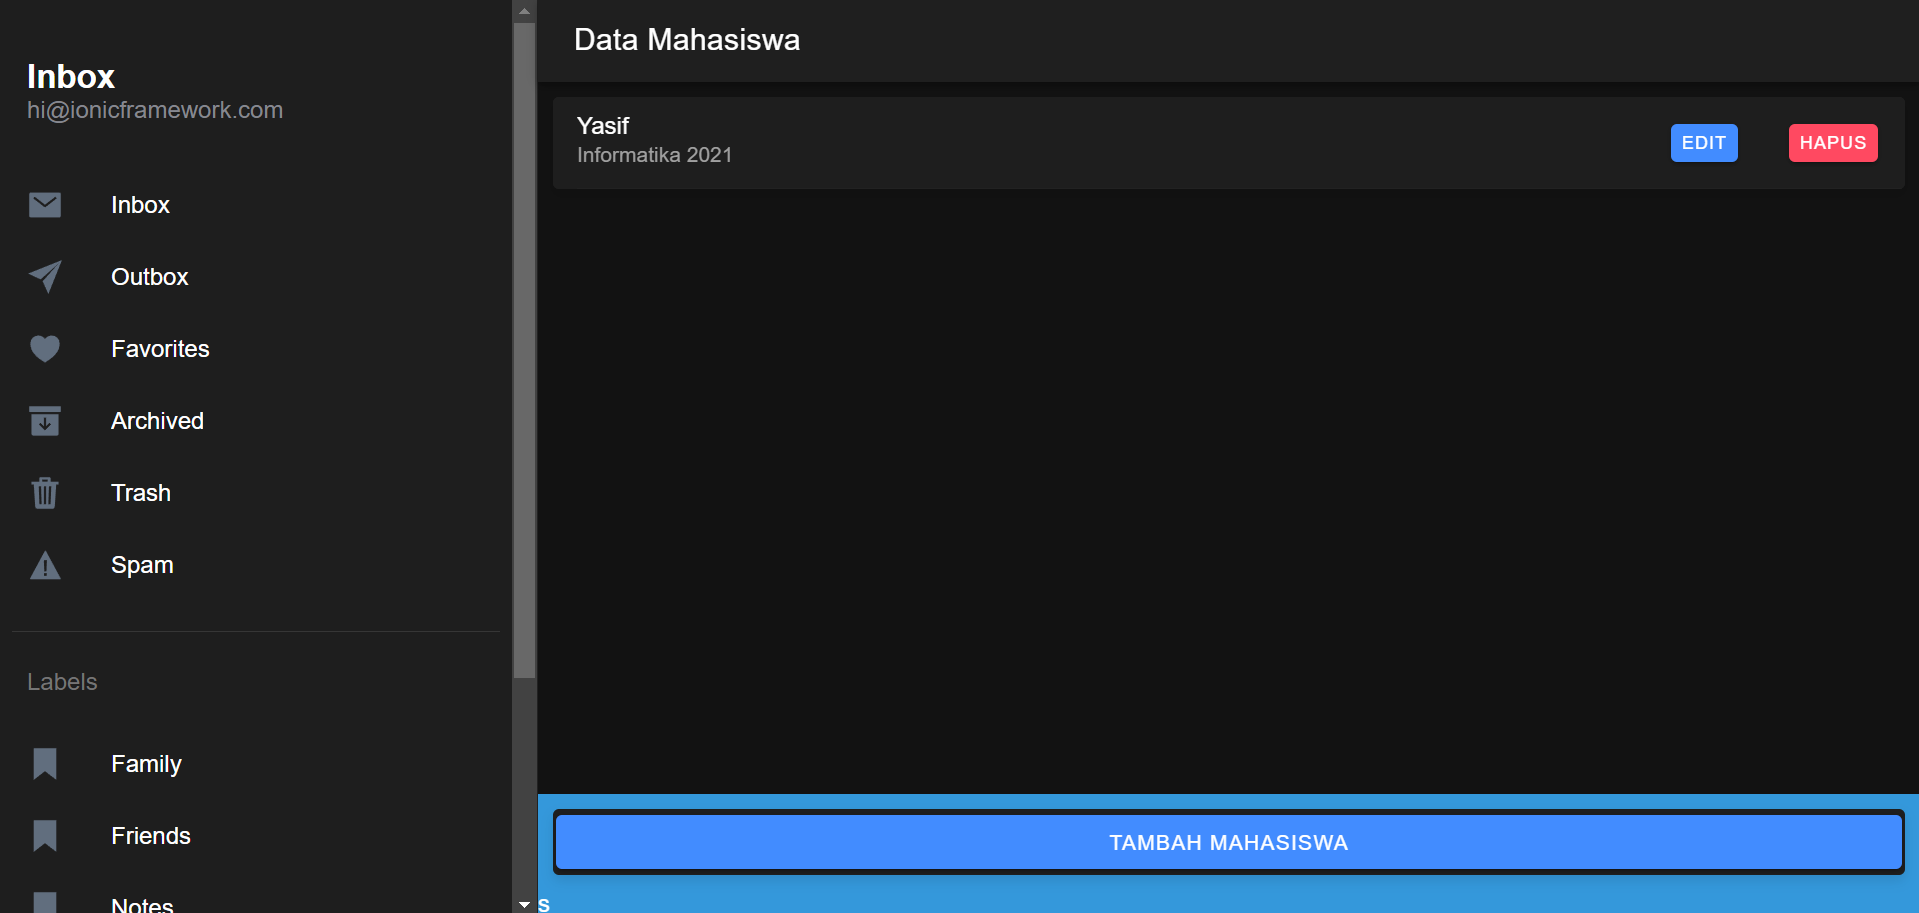 Inbox
hi@ionicframework.com
Inbox
Outbox
Favorites
Archived
Trash
Spam
Labels
Family
Friends
Notes
Data Mahasiswa
Yasif
Informatika 2021
EDIT
HAPUS
TAMBAH MAHASISWA
S